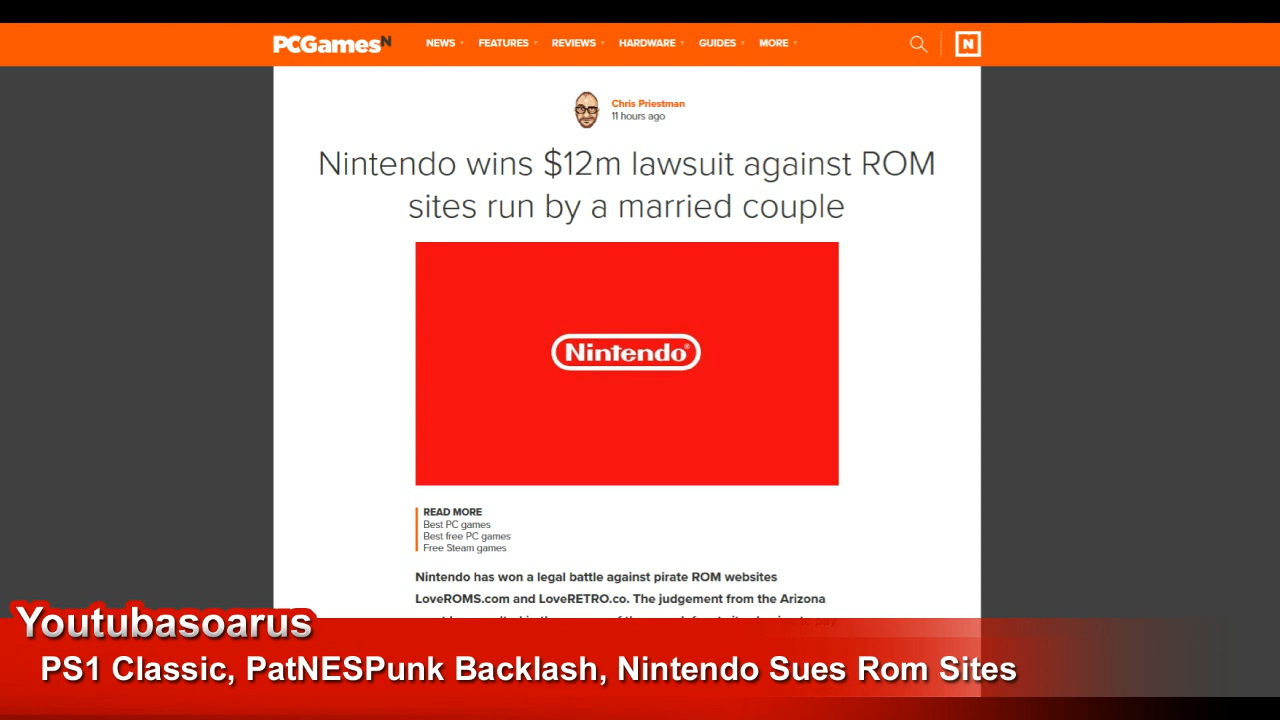 PCGamesN
NEWS FEATURES REVIEWS HARDWARE GUIDES MORE
N
Chris Priestman
11 hours ago
Nintendo wins $12m lawsuit against ROM
sites run by a married couple
Nintendo®
READ MORE
Best PC games
Best free PC games
Free Steam games
Nintendo has won a legal battle against pirate ROM websites
LoveROMS.com and LoveRETRO.co. The judgement from the Arizona
Youtubasoarus
PS1 Classic, PatNESPunk Backlash, Nintendo Sues Rom Sites